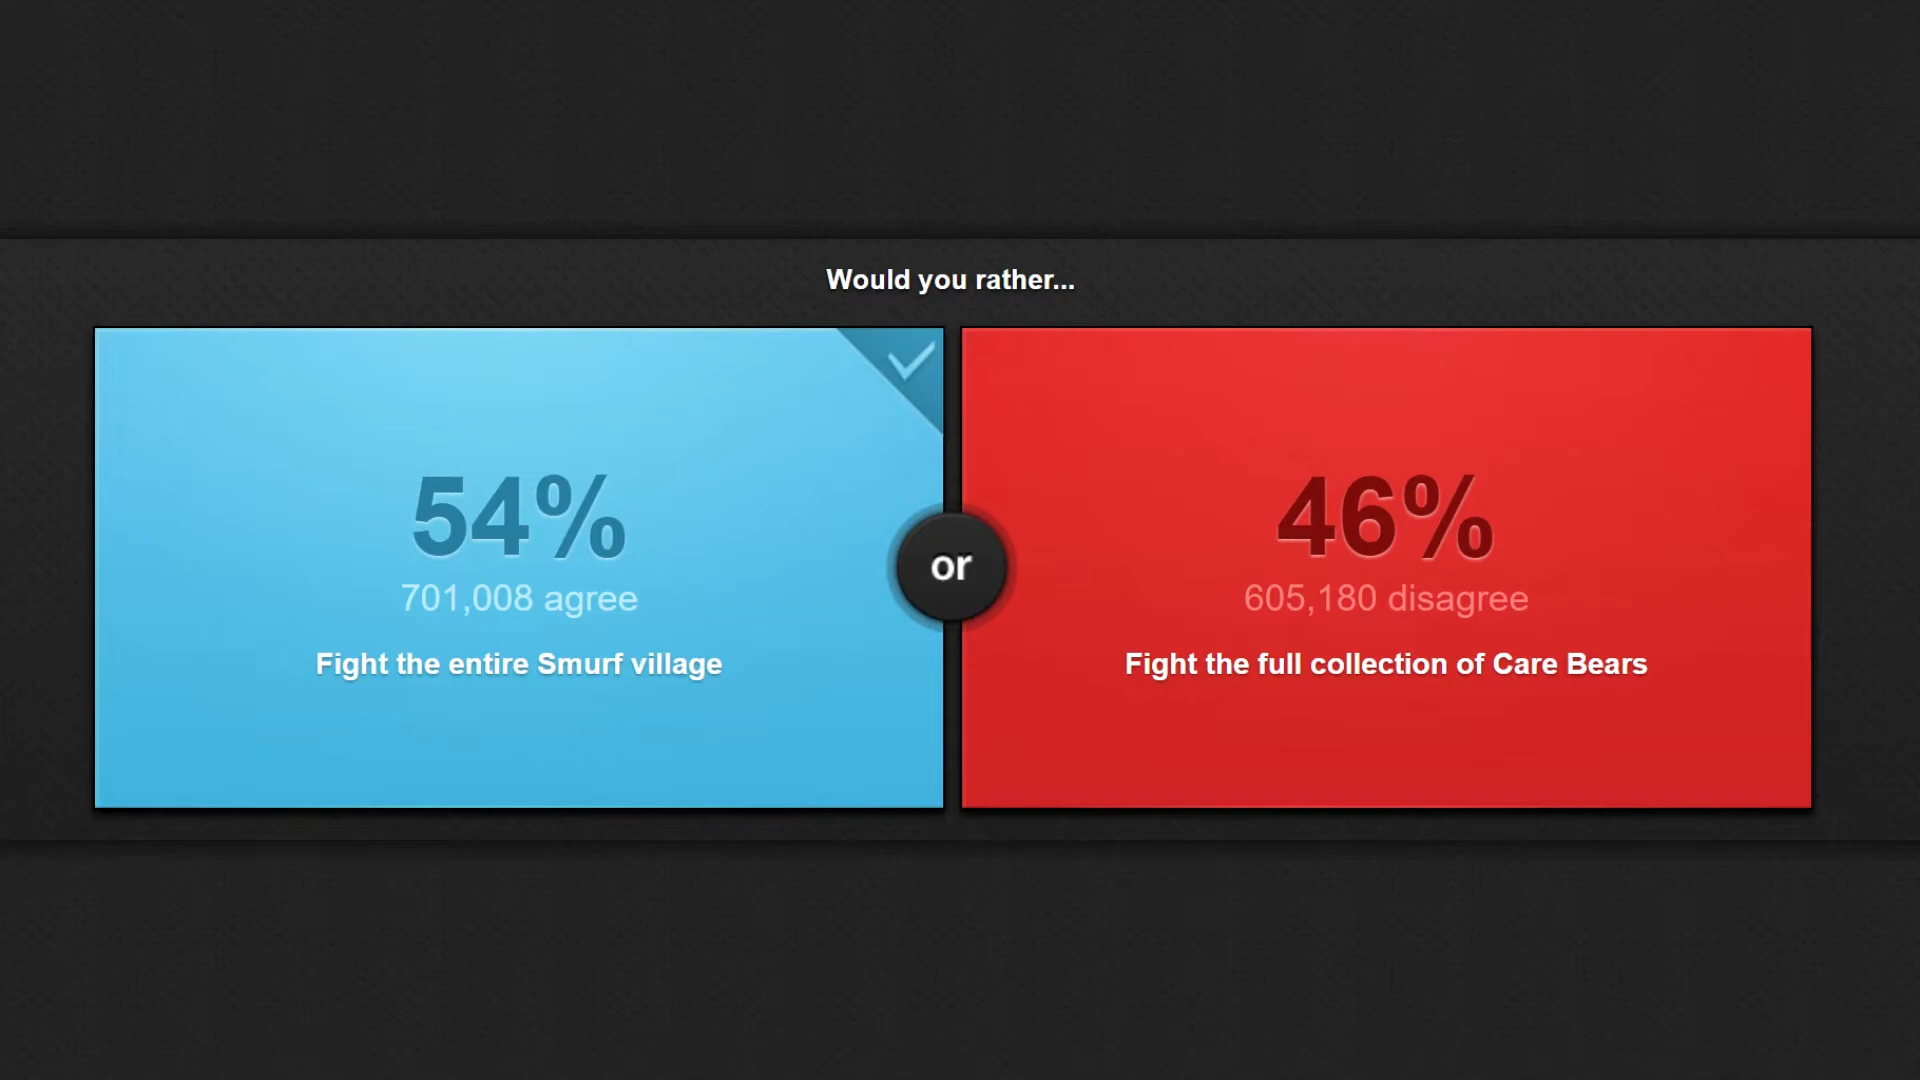 Would you rather...
54%
701,008 agree
Fight the entire Smurf village
or
46%
605,180 disagree
Fight the full collection of Care Bears